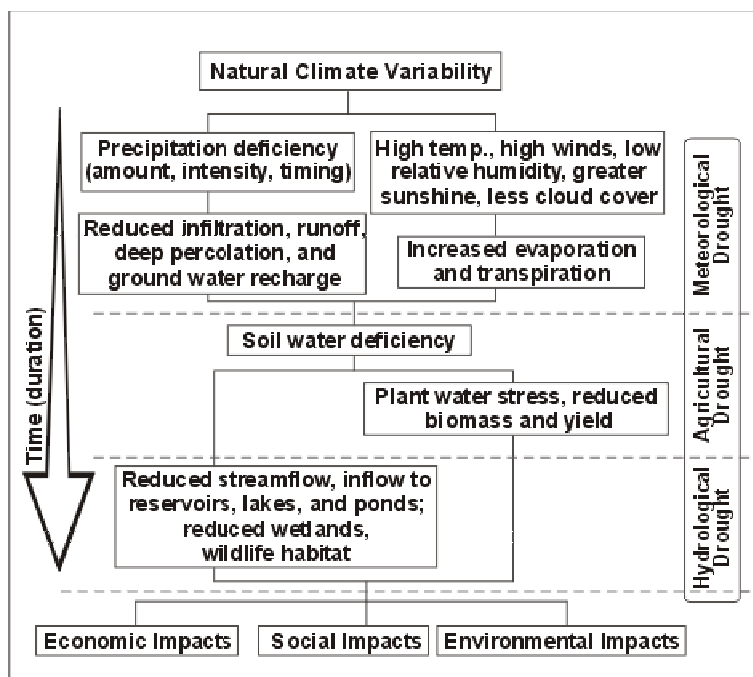 Natural Climate Variability
Precipitation deficiency
(amount, intensity, timing)
High temp., high winds, low
relative humidity, greater
sunshine, less cloud cover
Reduced infiltration, runoff,
deep percolation, and
ground water recharge
Increased evaporation
and transpiration
Meteorological
Drought
Soil water deficiency
Plant water stress, reduced
biomass and yield
Agricultural
Drought
Time (duration)
Reduced streamflow, inflow to
reservoirs, lakes, and ponds;
reduced wetlands,
wildlife habitat
Hydrological
Drought
Economic Impacts
Social Impacts
Environmental Impacts